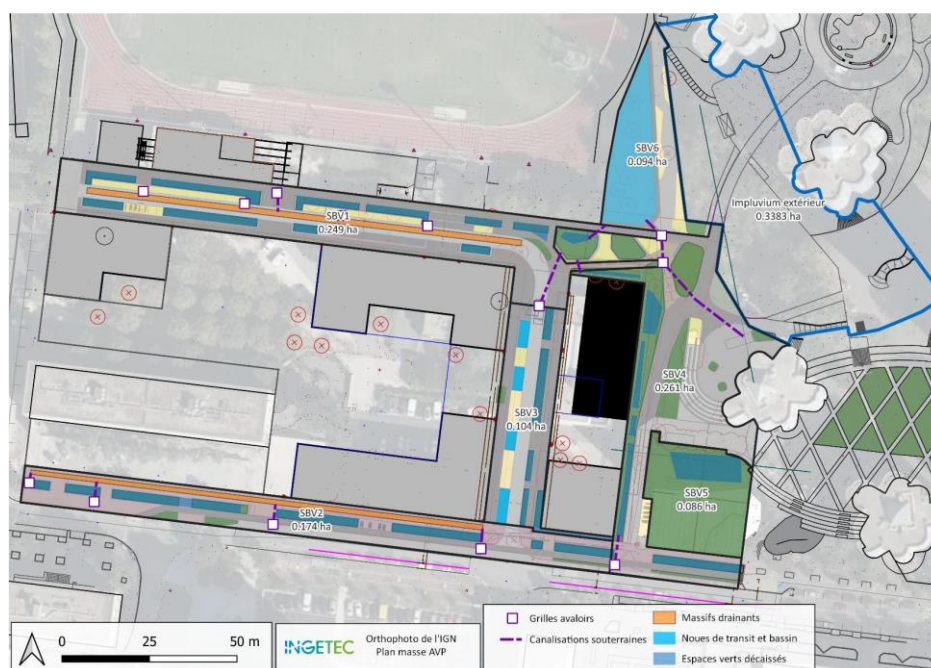 SBV6
0.094 ha
Impluvium extérieur
0.3383 ha
SBV1
0.249 ha
SBV4
0.261 ha
SBV3
0.104 ha
SBV5
0.086 ha
SBV2
0.174 ha
0 25 50 m
INGETEC
Orthophoto de l'IGN
Plan masse AVP
Grilles avaloirs
Canalisations souterraines
Massifs drainants
Noues de transit et bassin
Espaces verts décaissés